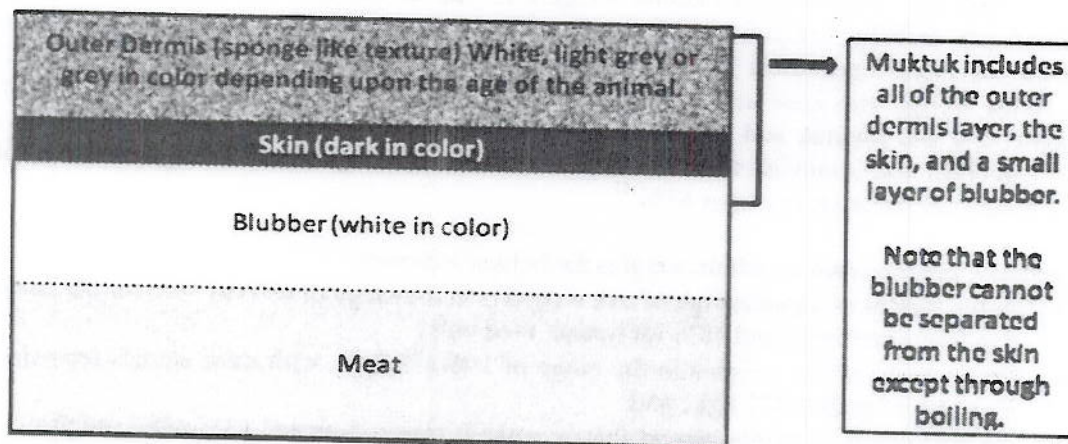 Outer Dermis (sponge like texture) White, light grey or
grey in color depending upon the age of the animal.
Skin (dark in color)
Blubber (white in color)
Meat
Muktuk includes
all of the outer
dermis layer, the
skin, and a small
layer of blubber.
Note that the
blubber cannot
be separated
from the skin
except through
boiling.